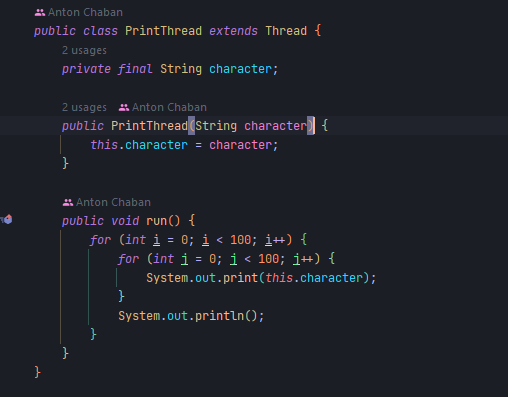 Anton Chaban
public class PrintThread extends Thread {
2 usages
private final String character;
2 usages Anton Chaban
public PrintThread(String character) {
this.character = character;
}
Anton Chaban
public void run() {
for (int i = 0; i < 100; i++) {
for (int j = 0; j < 100; j++) {
System.out.print(this.character);
}
System.out.println();
}
}
}